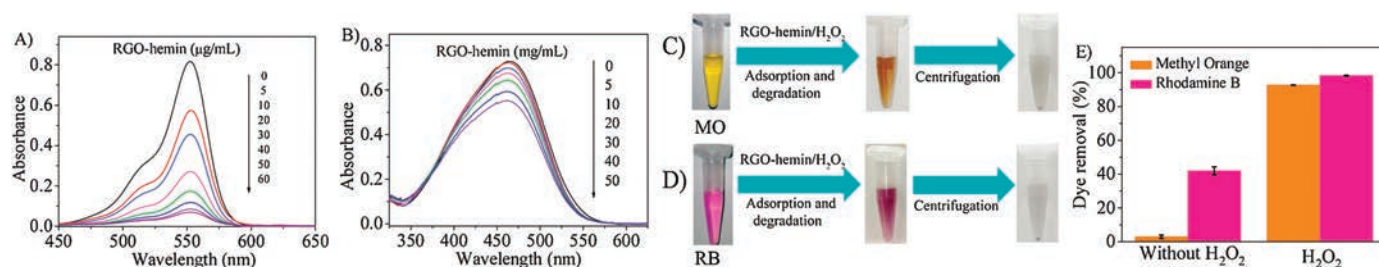 A)
RGO-hemin (μg/mL)
0
5
10
20
30
40
50
60
0.8
0.6
0.4
0.2
0.0
Absorbance
450
500
550
600
650
Wavelength (nm)
B)
RGO-hemin (mg/mL)
0
5
10
20
30
40
50
0.8
0.6
0.4
0.2
0.0
Absorbance
350 400 450 500 550 600
Wavelength (nm)
C)
RGO-hemin/H₂O₂
Adsorption and
degradation
Centrifugation
MO
D)
RGO-hemin/H₂O₂
Adsorption and
degradation
Centrifugation
RB
E)
Methyl Orange
Rhodamine B
100
80
60
40
20
0
Dye removal (%)
Without H₂O₂
H₂O₂